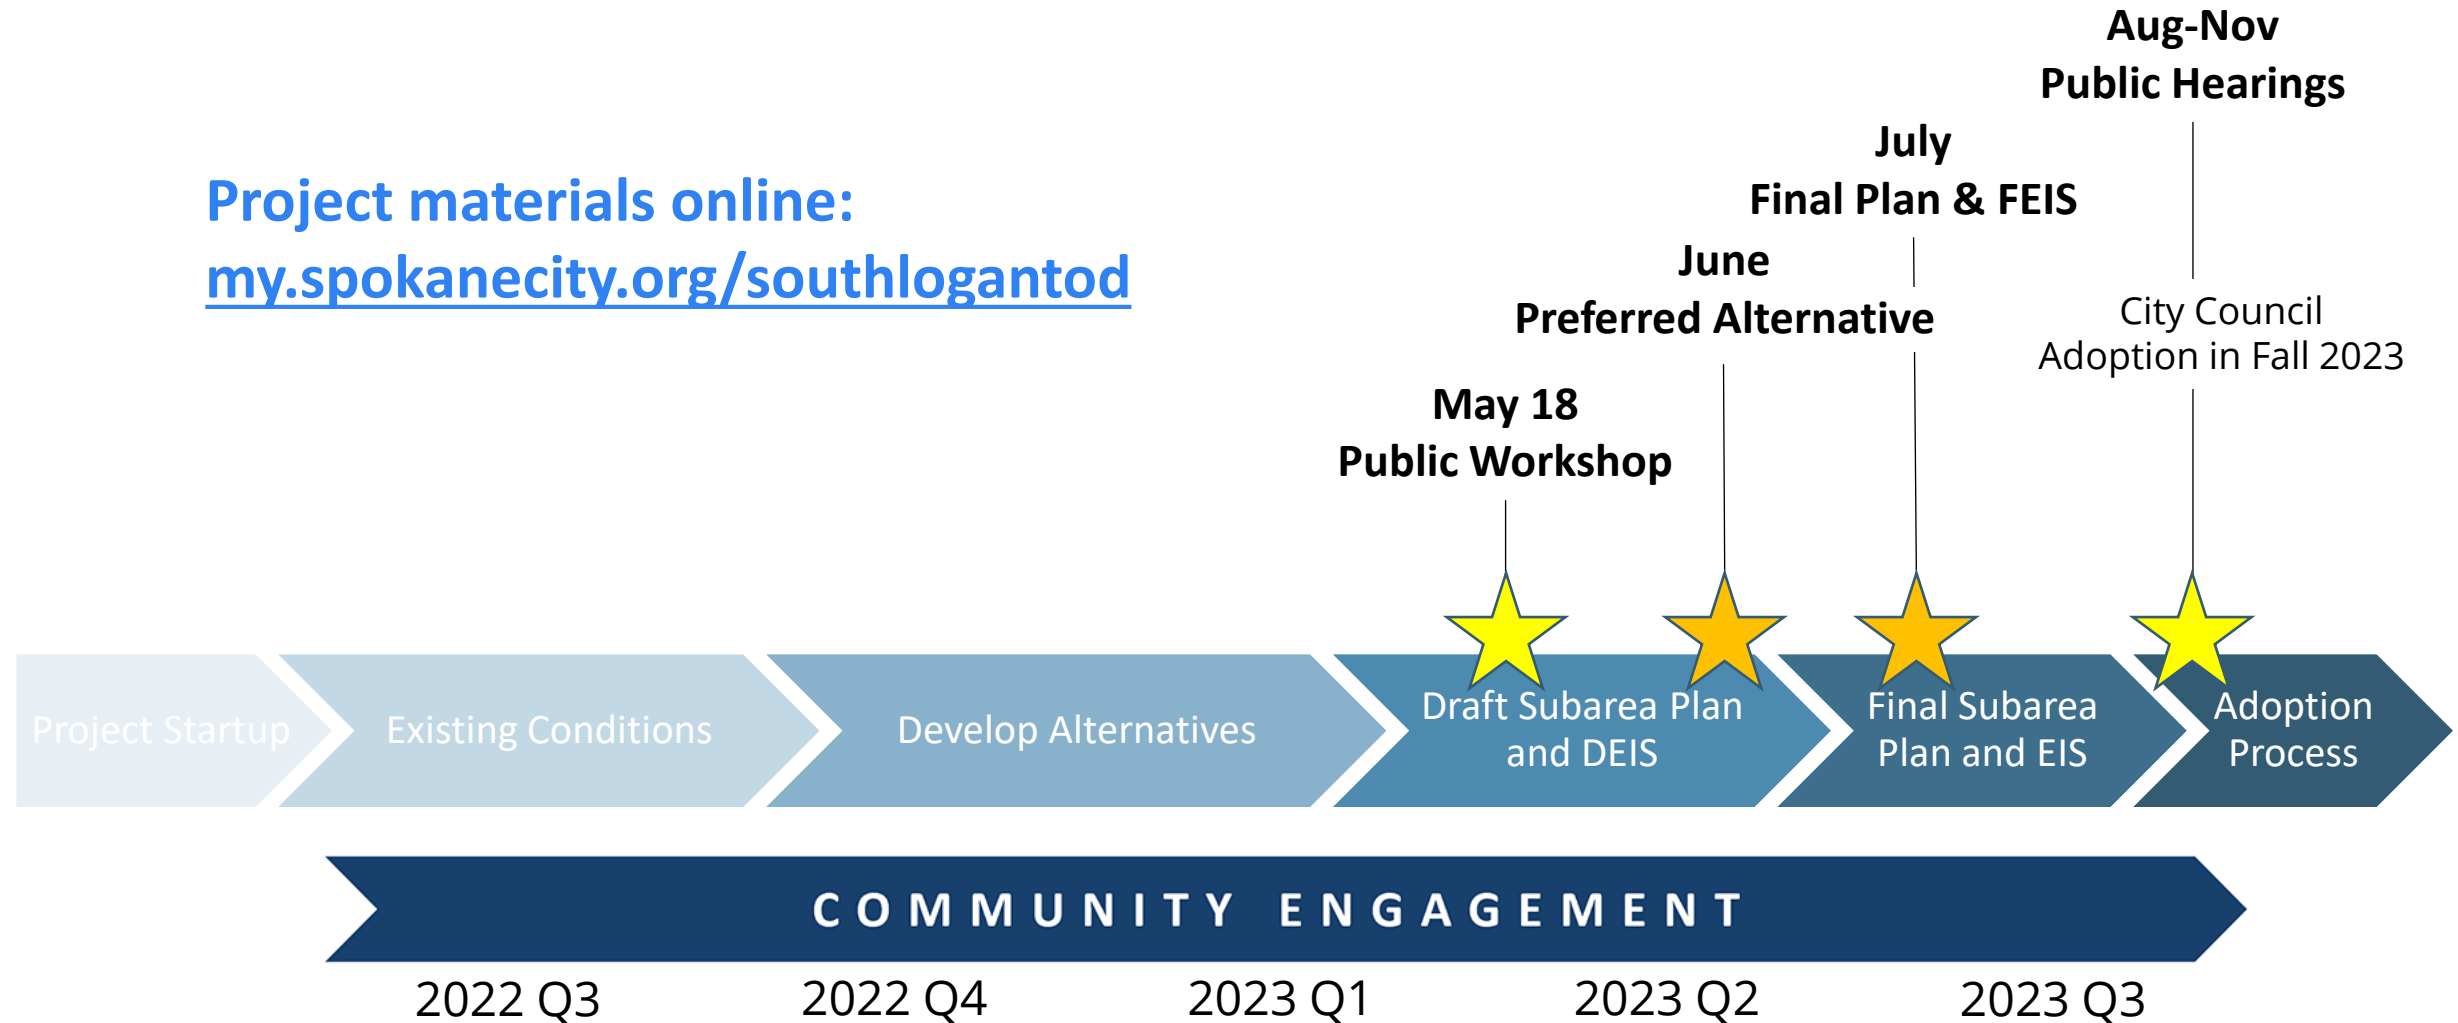 Aug-Nov
Public Hearings
July
Final Plan & FEIS
Project materials online:
my.spokanecity.org/southlogantod
June
Preferred Alternative
City Council
Adoption in Fall 2023
May 18
Public Workshop
Project Startup
Existing Conditions
Develop Alternatives
Draft Subarea Plan
and DEIS
Final Subarea
Plan and EIS
Adoption
Process
COMMUNITY ENGAGEMENT
2022 Q3
2022 Q4
2023 Q1
2023 Q2
2023 Q3